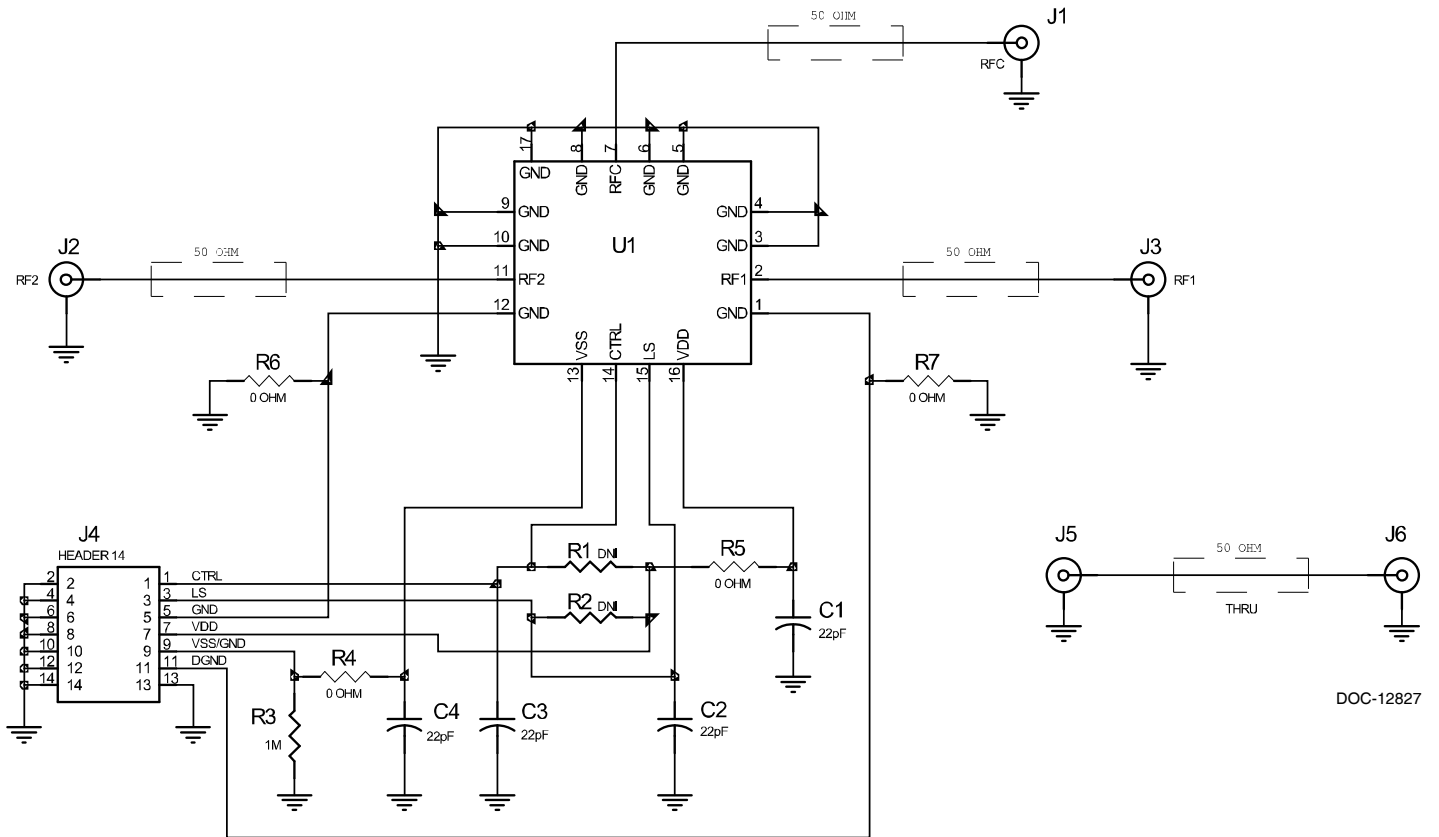 50 OHM
J1
RFC
17
8
7
6
5
GND
GND
RFC
GND
GND
9
GND
GND
4
10
GND
GND
3
U1
J2
50 OHM
50 OHM
J3
RF2
11
RF2
RF1
2
RF1
12
GND
GND
1
VSS
CTRL
LS
VDD
13
14
15
16
R6
0 OHM
R7
0 OHM
J4
HEADER 14
2 2 1 1 CTRL
4 4 3 3 LS
6 6 5 5 GND
8 8 7 7 VDD
10 10 9 9 VSS/GND
12 12 11 11 DGND
14 14 13 13
R1 DNI
R5
0 OHM
R2 DNI
C1
22pF
R4
0 OHM
R3
1M
C4
22pF
C3
22pF
C2
22pF
J5
50 OHM
J6
THRU
DOC-12827